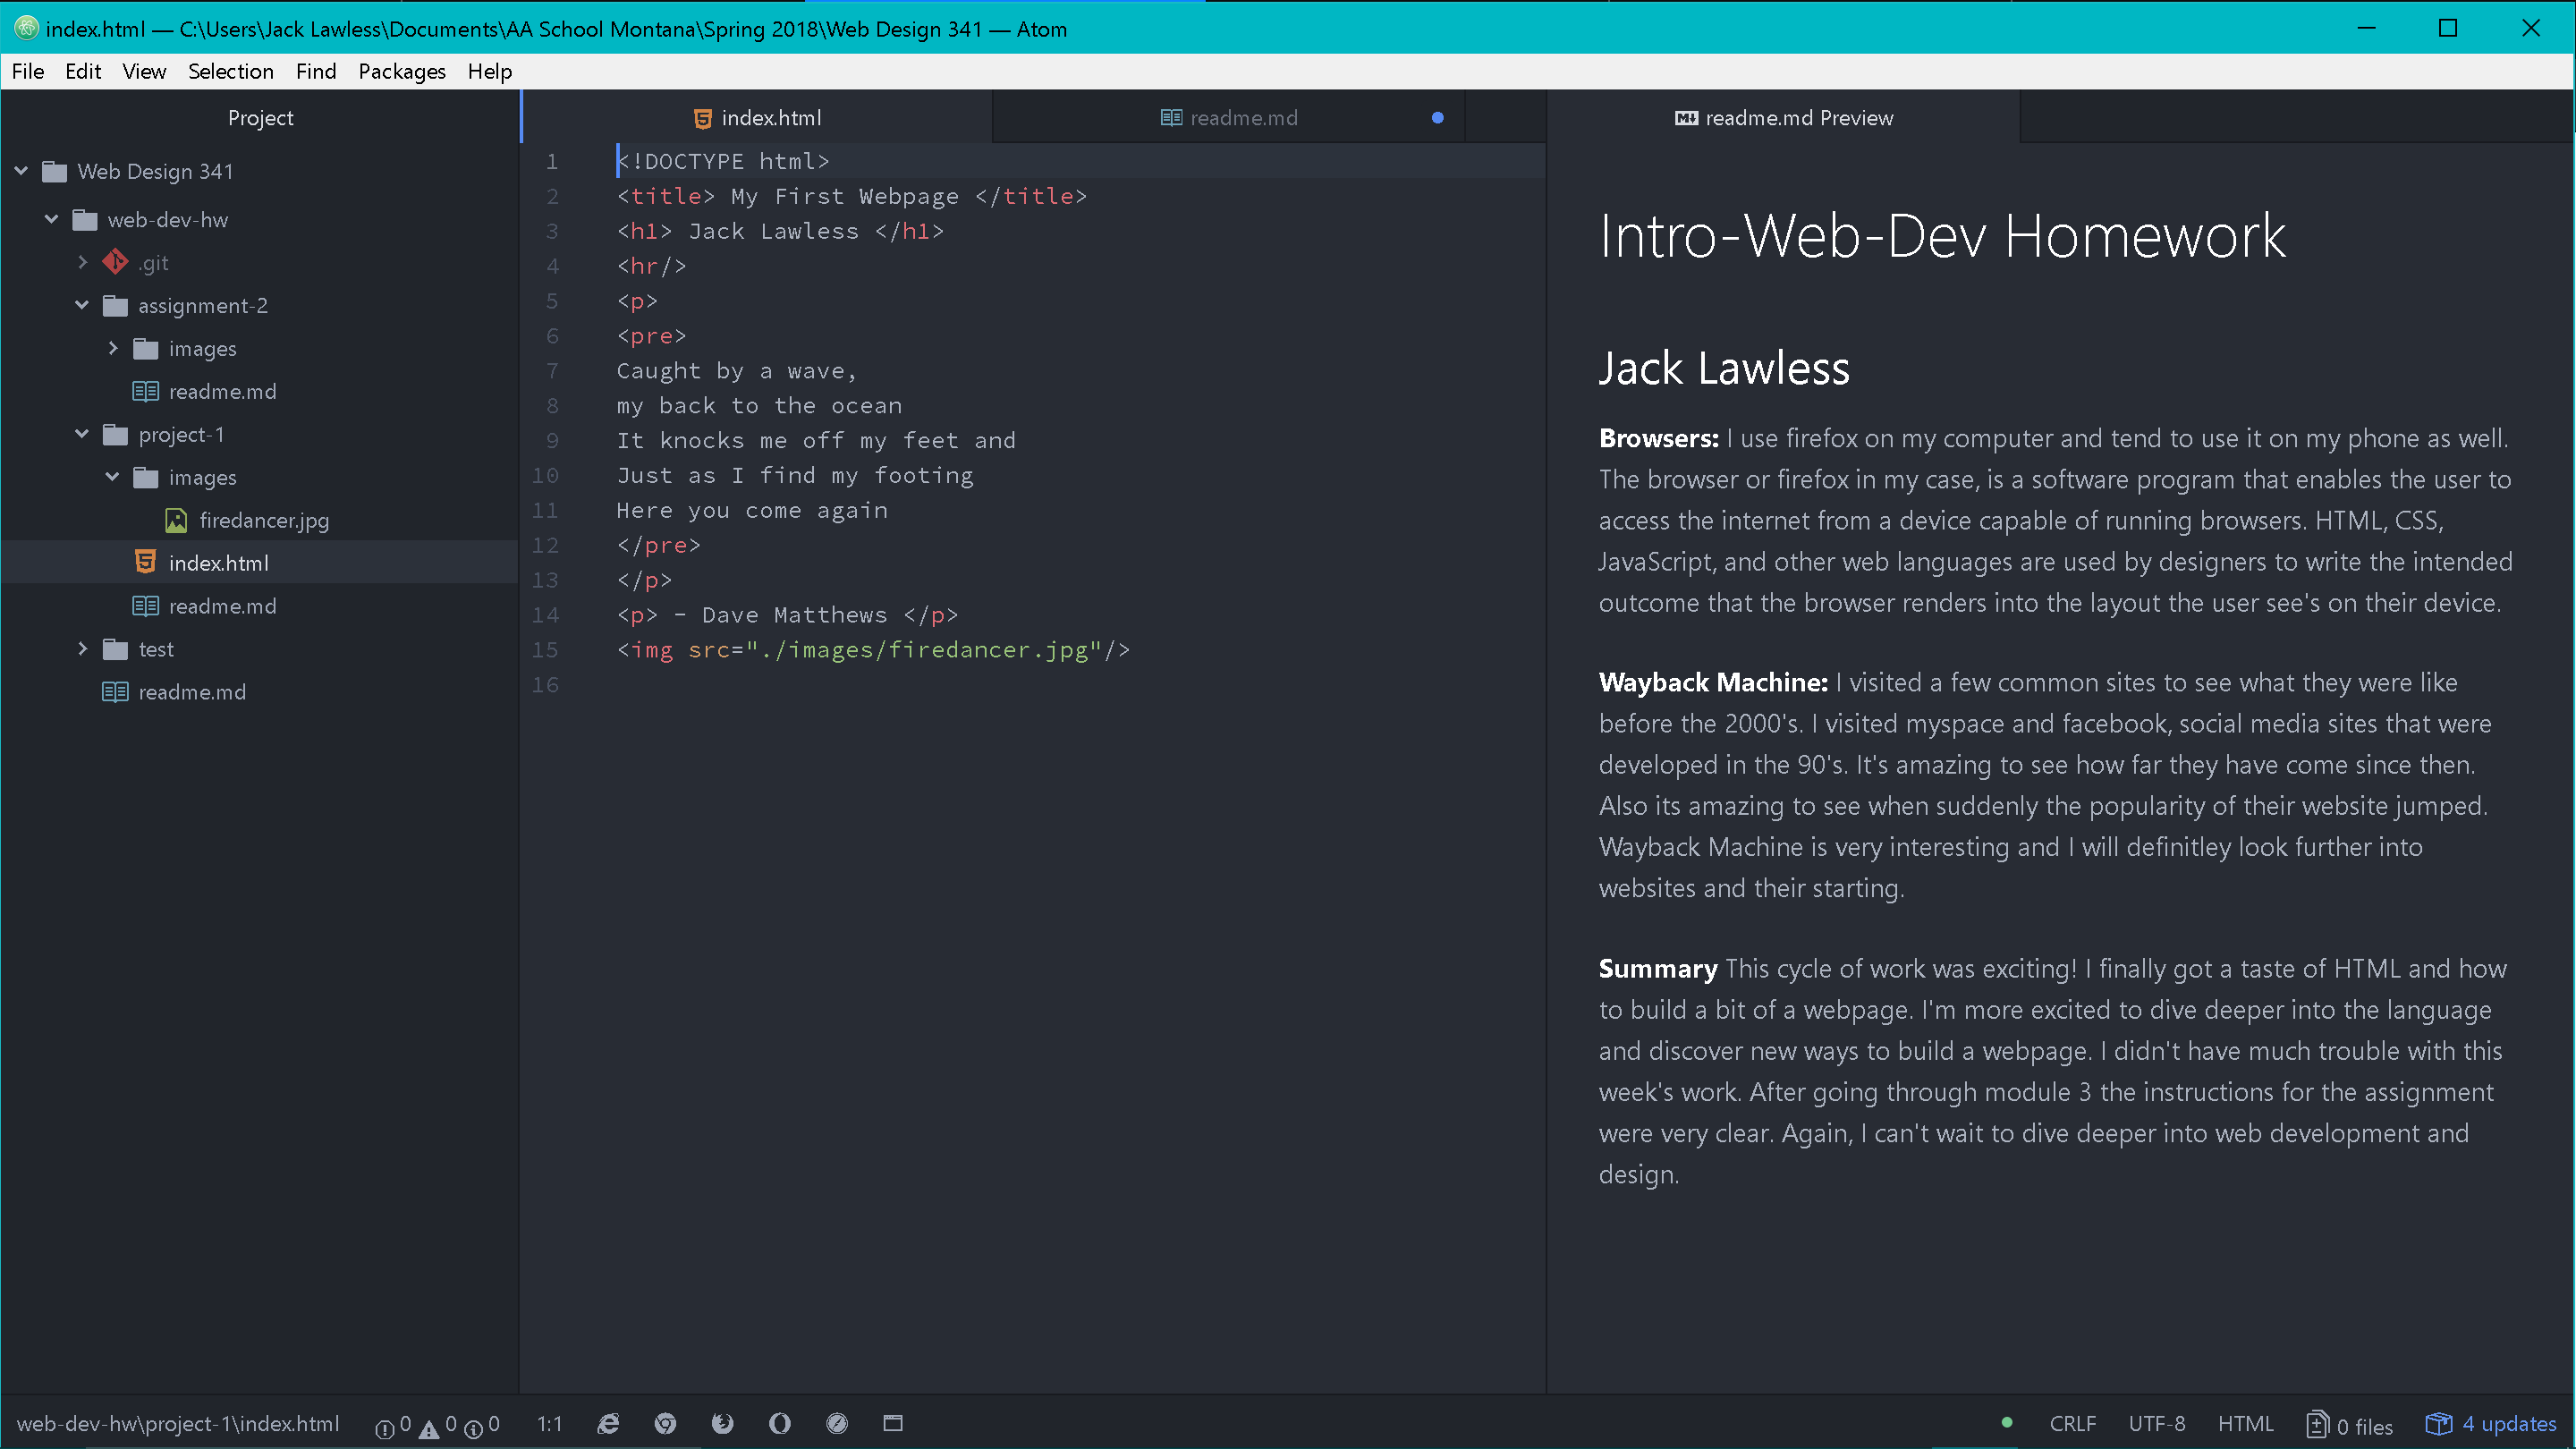 index.html — C:\Users\Jack Lawless\Documents\AA School Montana\Spring 2018\Web Design 341 — Atom
File Edit View Selection Find Packages Help
Project
Web Design 341
web-dev-hw
.git
assignment-2
images
readme.md
project-1
images
firedancer.jpg
index.html
readme.md
test
readme.md
index.html
readme.md
1 <!DOCTYPE html>
2 <title> My First Webpage </title>
3 <h1> Jack Lawless </h1>
4 <hr/>
5 <p>
6 <pre>
7 Caught by a wave,
8 my back to the ocean
9 It knocks me off my feet and
10 Just as I find my footing
11 Here you come again
12 </pre>
13 </p>
14 <p> - Dave Matthews </p>
15 <img src="./images/firedancer.jpg"/>
16
readme.md Preview
Intro-Web-Dev Homework
Jack Lawless
Browsers: I use firefox on my computer and tend to use it on my phone as well.
The browser or firefox in my case, is a software program that enables the user to
access the internet from a device capable of running browsers. HTML, CSS,
JavaScript, and other web languages are used by designers to write the intended
outcome that the browser renders into the layout the user see's on their device.
Wayback Machine: I visited a few common sites to see what they were like
before the 2000's. I visited myspace and facebook, social media sites that were
developed in the 90's. It's amazing to see how far they have come since then.
Also its amazing to see when suddenly the popularity of their website jumped.
Wayback Machine is very interesting and I will definitley look further into
websites and their starting.
Summary This cycle of work was exciting! I finally got a taste of HTML and how
to build a bit of a webpage. I'm more excited to dive deeper into the language
and discover new ways to build a webpage. I didn't have much trouble with this
week's work. After going through module 3 the instructions for the assignment
were very clear. Again, I can't wait to dive deeper into web development and
design.
web-dev-hw\project-1\index.html 0 0 0 1:1 CRLF UTF-8 HTML 0 files 4 updates